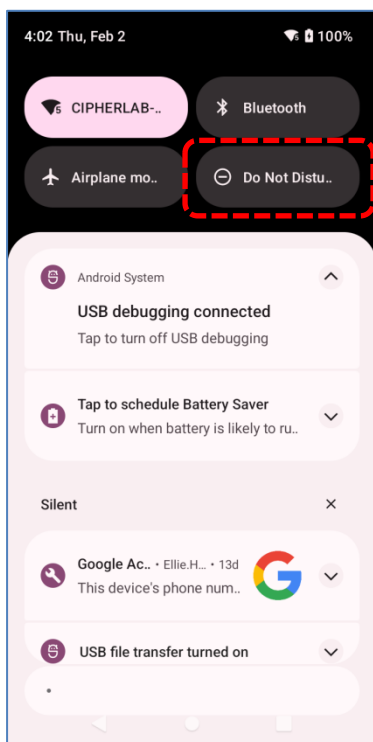 4:02 Thu, Feb 2 5 100%
5 CIPHERLAB-.. Bluetooth
Airplane mo.. Do Not Distu..
Android System
USB debugging connected
Tap to turn off USB debugging
Tap to schedule Battery Saver
Turn on when battery is likely to ru..
Silent
Google Ac.. • Ellie.H... • 13d
This device's phone num..
USB file transfer turned on